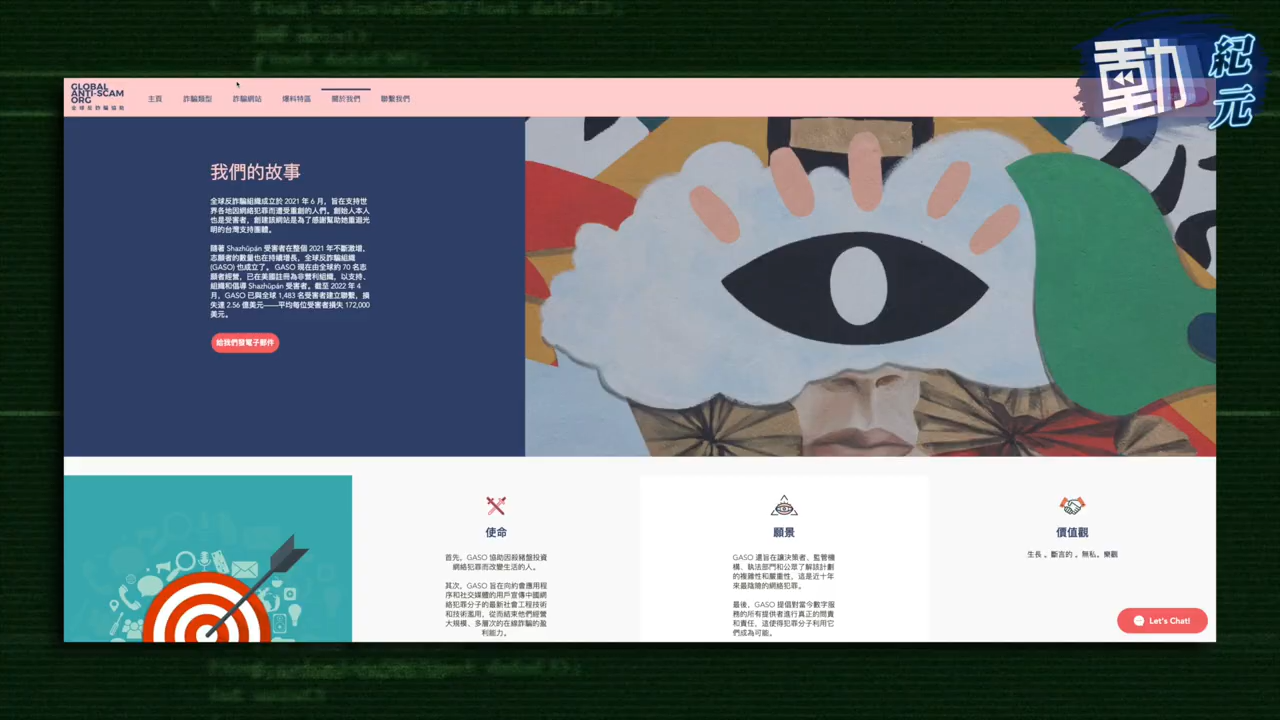 動
紀
元
GLOBAL
ANTI-SCAM
ORG
全球反詐騙組織
主頁 詐騙類型 詐騙網站 爆料特區 關於我們 聯繫我們
我們的故事
全球反詐騙組織成立於 2021 年 6 月，旨在支持世
界各地因網絡犯罪而遭受重創的人們。創始人本人
也是受害者，創建該網站是為了感謝幫助她重返光
明的台灣支持團體。
隨著 Shazhūpán 受害者在整個 2021 年不斷激增、
志願者的數量也在持續增長，全球反詐騙組織
(GASO) 也成立了。 GASO 現在由全球約 70 名志
願者經營，已在美國註冊為非營利組織，以支持、
組織和倡導 Shazhūpán 受害者。截至 2022 年 4
月，GASO 已與全球 1,483 名受害者建立聯繫，損
失達 2.56 億美元——平均每位受害者損失 172,000
美元。
給我們發電子郵件
使命
首先，GASO 協助因殺豬盤投資
網絡犯罪而改變生活的人。
其次，GASO 旨在向約會應用程
序和社交媒體的用戶宣傳中國網
絡犯罪分子的最新社會工程技術
和技術濫用，從而結束他們經營
大規模、多層次的在線詐騙的盈
利能力。
願景
GASO 還旨在讓決策者、監管機
構、執法部門和公眾了解該計劃
的複雜性和嚴重性，這是近十年
來最陰險的網絡犯罪。
最後，GASO 提倡對當今數字服
務的所有提供者進行真正的問責
和責任，這使得犯罪分子利用它
們成為可能。
價值觀
生長 。斷言的 。無私。樂觀
Let's Chat!